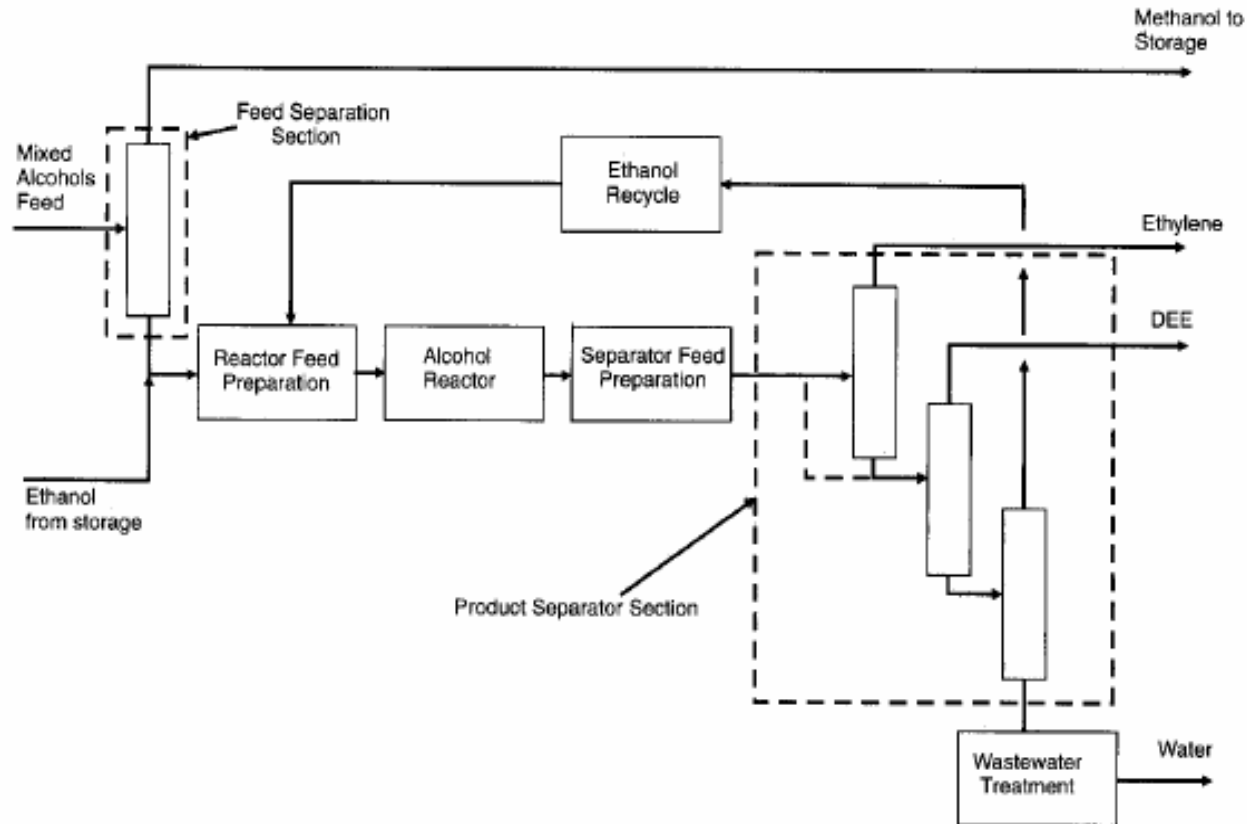 Methanol to
Storage
Feed Separation
Section
Mixed
Alcohols
Feed
Ethanol
Recycle
Ethylene
DEE
Reactor Feed
Preparation
Alcohol
Reactor
Separator Feed
Preparation
Ethanol
from storage
Product Separator Section
Wastewater
Treatment
Water